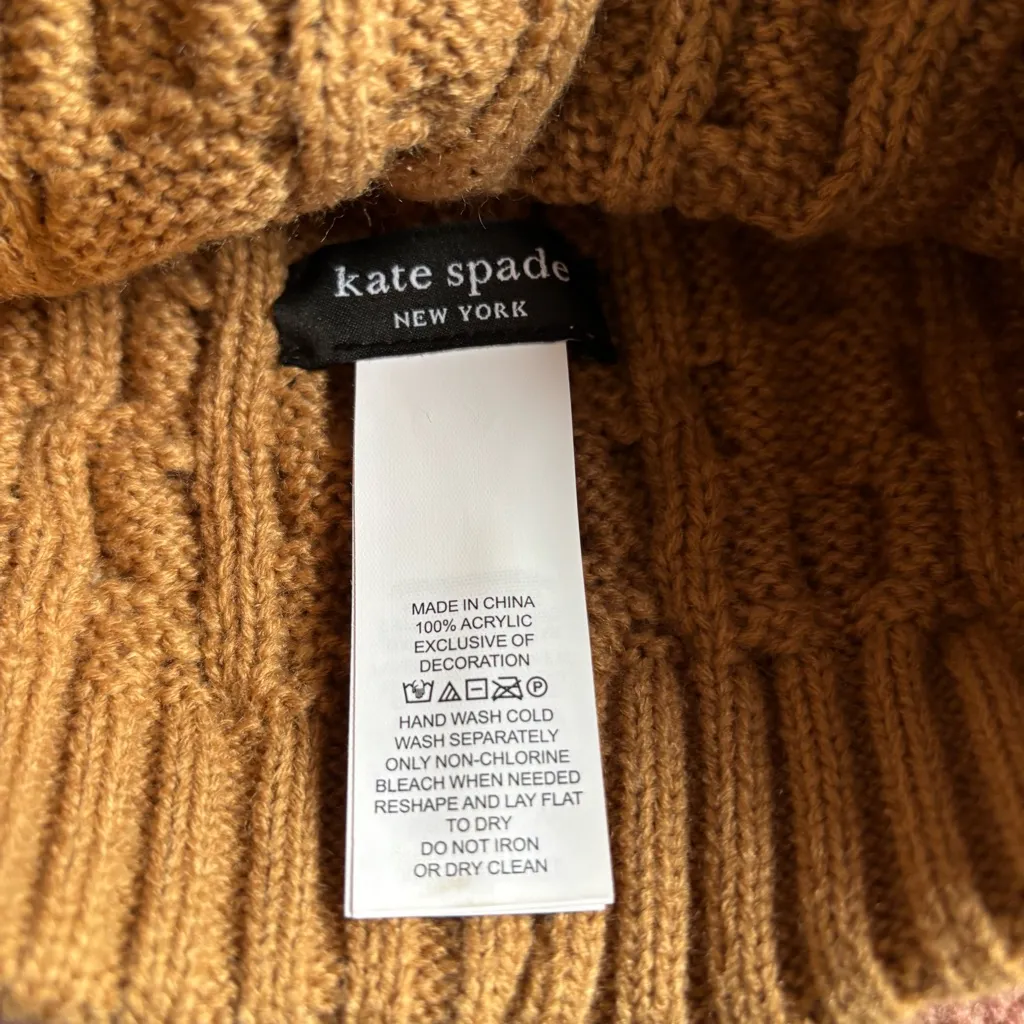 kate spade
NEW YORK
MADE IN CHINA
100% ACRYLIC
EXCLUSIVE OF
DECORATION
P
HAND WASH COLD
WASH SEPARATELY
ONLY NON-CHLORINE
BLEACH WHEN NEEDED
RESHAPE AND LAY FLAT
TO DRY
DO NOT IRON
OR DRY CLEAN